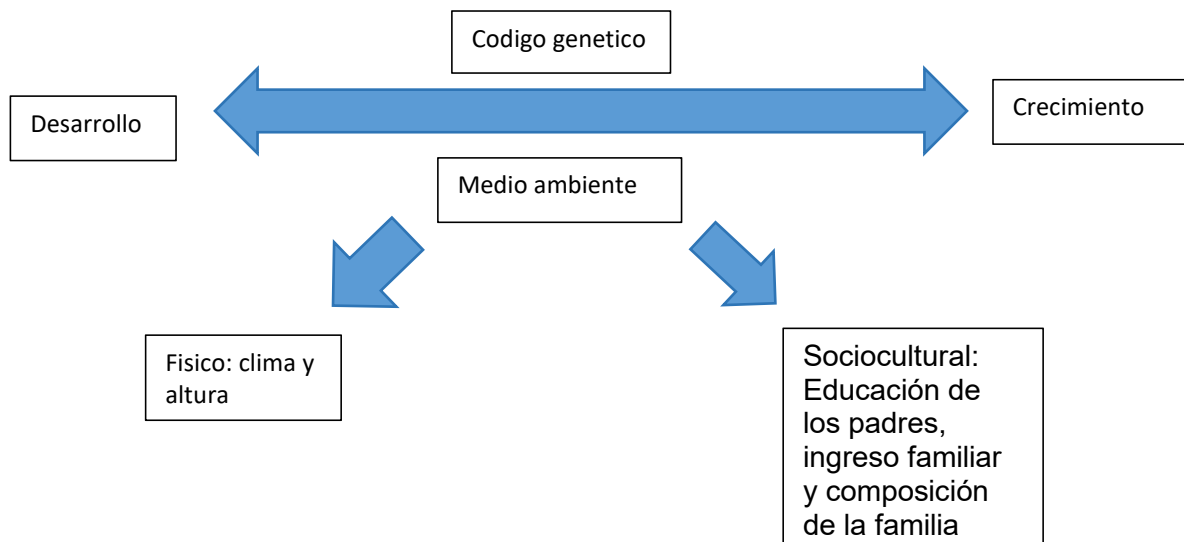 Codigo genetico
Desarrollo
Crecimiento
Medio ambiente
Fisico: clima y
altura
Sociocultural:
Educación de
los padres,
ingreso familiar
y composición
de la familia